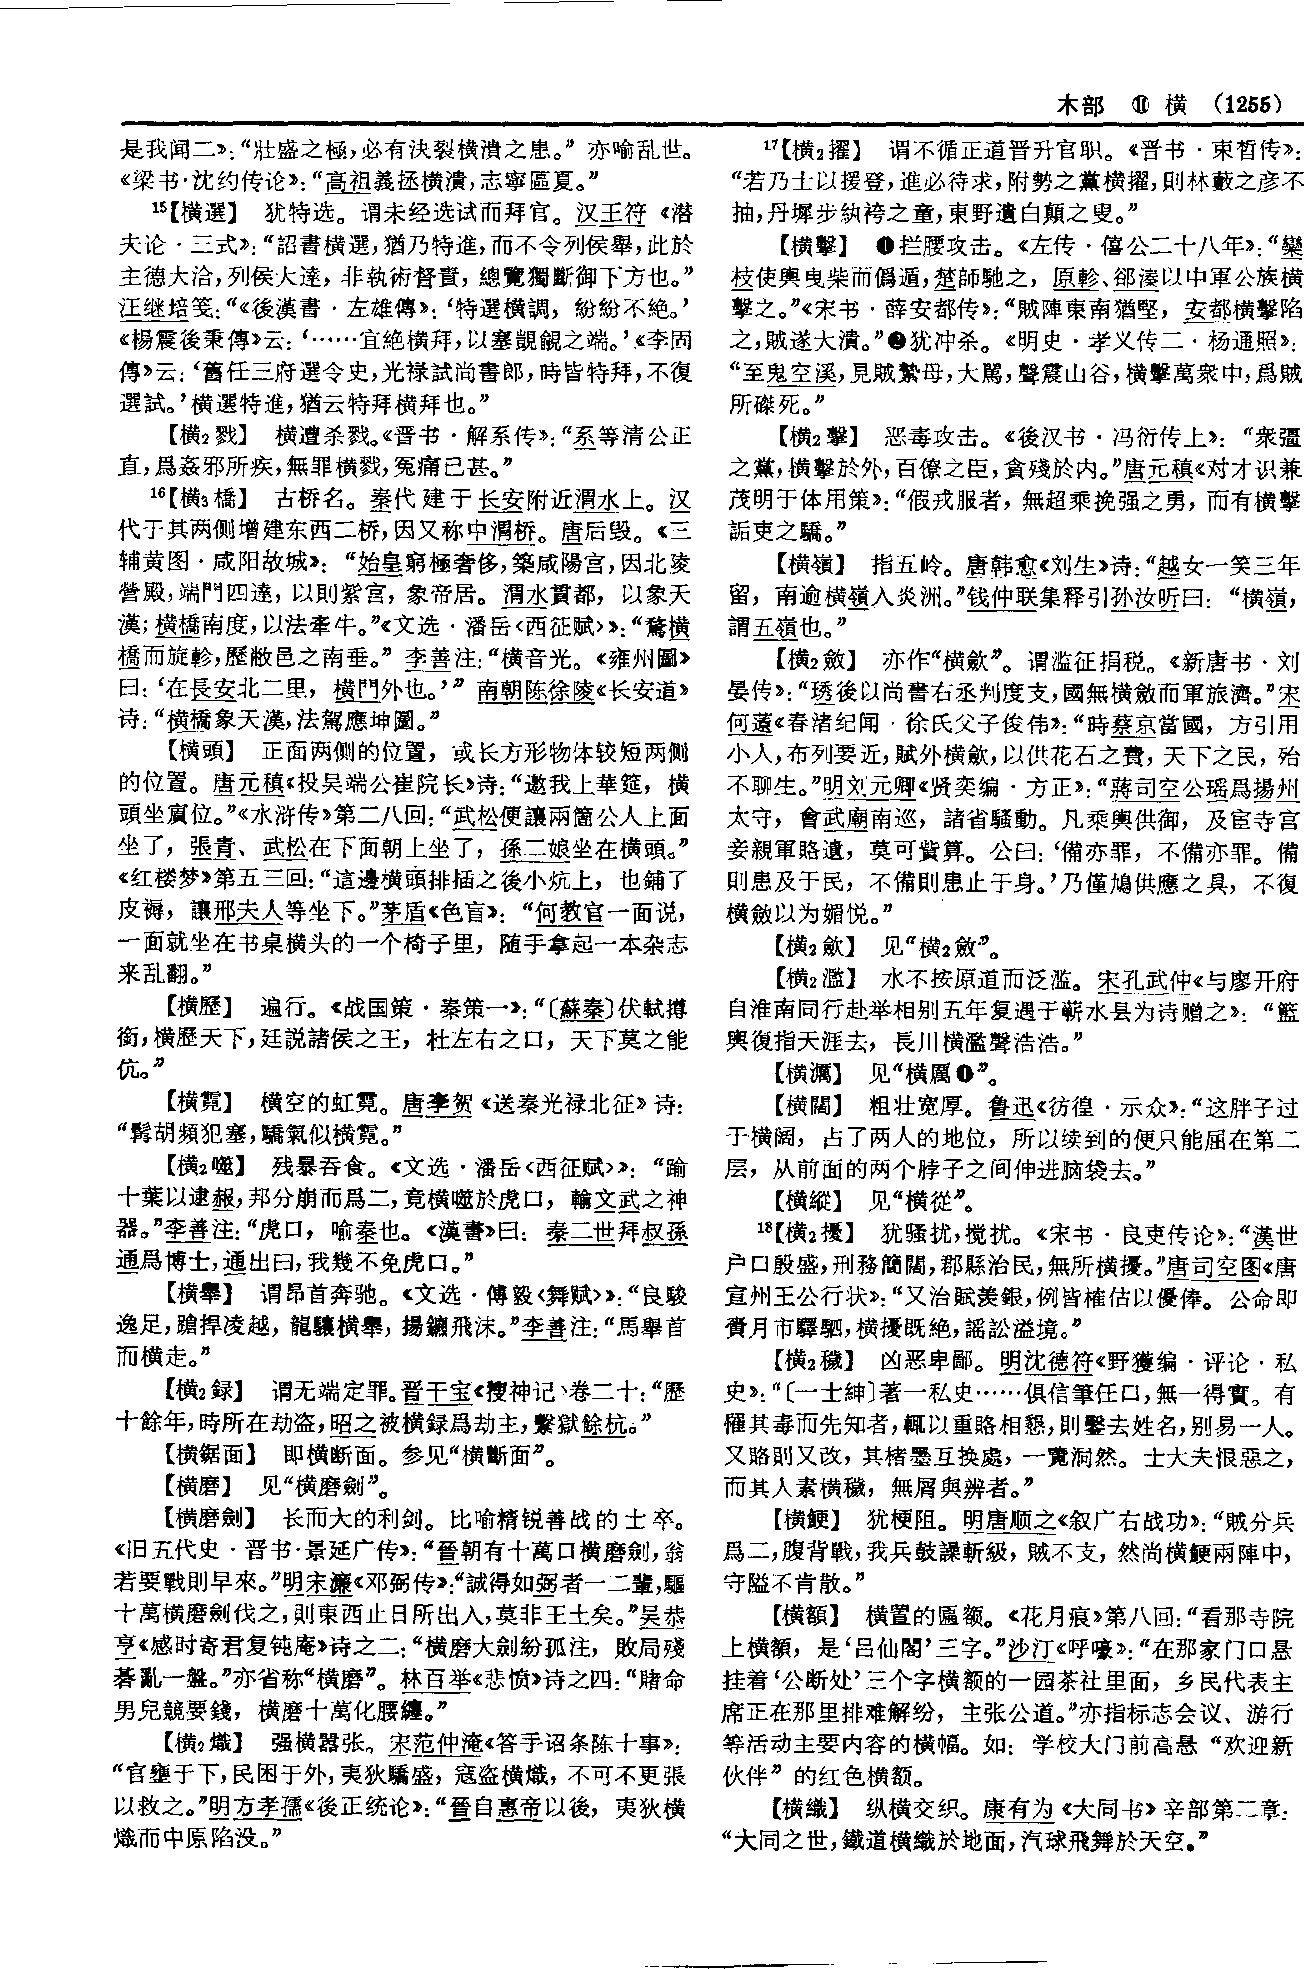 木部 ⑪ 横 （1255）
是我闻二》：“壯盛之極，必有決裂横潰之患。”亦喻乱世。
《梁书·沈约传论》：“高祖義拯横潰，志寧區夏。”
15【横選】 犹特选。谓未经选试而拜官。汉王符《潜
夫论·三式》：“詔書横選，猶乃特進，而不令列侯舉，此於
主德大洽，列侯大達，非執術督責，總覽獨斷御下方也。”
汪继培笺：“《後漢書·左雄傳》：‘特選横調，紛紛不絶。’
《楊震後秉傳》云：‘……宜絶横拜，以塞覬覦之端。’《李固
傳》云：‘舊任三府選令史，光禄試尚書郎，時皆特拜，不復
選試。’横選特進，猶云特拜横拜也。”
【横2戮】 横遭杀戮。《晋书·解系传》：“系等清公正
直，爲姦邪所疾，無罪横戮，冤痛已甚。”
16【横3橋】 古桥名。秦代建于长安附近渭水上。汉
代于其两侧增建东西二桥，因又称中渭桥。唐后毁。《三
辅黄图·咸阳故城》：“始皇窮極奢侈，築咸陽宫，因北陵
營殿，端門四達，以則紫宫，象帝居。渭水貫都，以象天
漢；横橋南度，以法牽牛。”《文选·潘岳〈西征赋〉》：“騖横
橋而旋軫，歷敝邑之南垂。”李善注：“横音光。《雍州圖》
曰：‘在長安北二里，横門外也。’”南朝陈徐陵《长安道》
诗：“横橋象天漢，法駕應坤圖。”
【横頭】 正面两侧的位置，或长方形物体较短两侧
的位置。唐元稹《投吴端公崔院长》诗：“邀我上華筵，横
頭坐賓位。”《水浒传》第二八回：“武松便讓兩箇公人上面
坐了，張青、武松在下面朝上坐了，孫二娘坐在横頭。”
《红楼梦》第五三回：“這邊横頭排插之後小炕上，也鋪了
皮褥，讓邢夫人等坐下。”茅盾《色盲》：“何教官一面说，
一面就坐在书桌横头的一个椅子里，随手拿起一本杂志
来乱翻。”
【横歷】 遍行。《战国策·秦策一》：“〔蘇秦〕伏軾撙
銜，横歷天下，廷説諸侯之王，杜左右之口，天下莫之能
伉。”
【横霓】 横空的虹霓。唐李贺《送秦光禄北征》诗：
“髯胡頻犯塞，驕氣似横霓。”
【横2噬】 残暴吞食。《文选·潘岳〈西征赋〉》：“踰
十葉以逮赧，邦分崩而爲二，竟横噬於虎口，輸文武之神
器。”李善注：“虎口，喻秦也。《漢書》曰：秦二世拜叔孫
通爲博士，通出曰，我幾不免虎口。”
【横舉】 谓昂首奔驰。《文选·傅毅〈舞赋〉》：“良駿
逸足，蹌捍凌越，龍驤横舉，揚鑣飛沫。”李善注：“馬舉首
而横走。”
【横2録】 谓无端定罪。晋干宝《搜神记》卷二十：“歷
十餘年，時所在劫盗，昭之被横録爲劫主，繫獄餘杭。”
【横鋸面】 即横断面。参见“横斷面”。
【横磨】 见“横磨劍”。
【横磨劍】 长而大的利剑。比喻精锐善战的士卒。
《旧五代史·晋书·景延广传》：“晉朝有十萬口横磨劍，翁
若要戰則早來。”明宋濂《邓弼传》：“誠得如弼者一二輩，驅
十萬横磨劍伐之，則東西止日所出入，莫非王土矣。”吴恭
亨《感时寄君复钝庵》诗之二：“横磨大劍紛孤注，敗局殘
碁亂一盤。”亦省称“横磨”。林百举《悲愤》诗之四：“賭命
男兒競要錢，横磨十萬化腰纏。”
【横2熾】 强横嚣张。宋范仲淹《答手诏条陈十事》：
“官壅于下，民困于外，夷狄驕盛，寇盗横熾，不可不更張
以救之。”明方孝孺《後正统论》：“晉自惠帝以後，夷狄横
熾而中原陷没。”
17【横2擢】 谓不循正道晋升官职。《晋书·束皙传》：
“若乃士以援登，進必待求，附勢之黨横擢，則林藪之彦不
抽，丹墀步紈袴之童，東野遺白顛之叟。”
【横擊】 ❶拦腰攻击。《左传·僖公二十八年》：“欒
枝使輿曳柴而僞遁，楚師馳之，原軫、郤溱以中軍公族横
擊之。”《宋书·薛安都传》：“賊陣東南猶堅，安都横擊陷
之，賊遂大潰。”❷犹冲杀。《明史·孝义传二·杨通照》：
“至鬼空溪，見賊縶母，大駡，聲震山谷，横擊萬衆中，爲賊
所磔死。”
【横2擊】 恶毒攻击。《後汉书·冯衍传上》：“衆彊
之黨，横擊於外，百僚之臣，貪殘於内。”唐元稹《对才识兼
茂明于体用策》：“假戎服者，無超乘挽强之勇，而有横擊
詬吏之驕。”
【横嶺】 指五岭。唐韩愈《刘生》诗：“越女一笑三年
留，南逾横嶺入炎洲。”钱仲联集释引孙汝听曰：“横嶺，
謂五嶺也。”
【横2斂】 亦作“横歛”。谓滥征捐税。《新唐书·刘
晏传》：“琇後以尚書右丞判度支，國無横斂而軍旅濟。”宋
何薳《春渚纪闻·徐氏父子俊伟》：“時蔡京當國，方引用
小人，布列要近，賦外横歛，以供花石之費，天下之民，殆
不聊生。”明刘元卿《贤奕编·方正》：“蔣司空公瑶爲揚州
太守，會武廟南巡，諸省騷動。凡乘輿供御，及宦寺宫
妾親軍賂遺，莫可貲算。公曰：‘備亦罪，不備亦罪。備
則患及于民，不備則患止于身。’乃僅鳩供應之具，不復
横斂以为媚悦。”
【横2歛】 见“横2斂”。
【横2濫】 水不按原道而泛滥。宋孔武仲《与廖开府
自淮南同行赴举相别五年复遇于蕲水县为诗赠之》：“籃
輿復指天涯去，長川横濫聲浩浩。”
【横濿】 见“横厲❶”。
【横闊】 粗壮宽厚。鲁迅《彷徨·示众》：“这胖子过
于横阔，占了两人的地位，所以续到的便只能屈在第二
层，从前面的两个脖子之间伸进脑袋去。”
【横縱】 见“横從”。
18【横2擾】 犹骚扰，搅扰。《宋书·良吏传论》：“漢世
户口殷盛，刑務簡闊，郡縣治民，無所横擾。”唐司空图《唐
宣州王公行状》：“又治賦羡銀，例皆榷估以優俸。公命即
賣月市驛駟，横擾既絶，謡訟溢境。”
【横2穢】 凶恶卑鄙。明沈德符《野獲编·评论·私
史》：“〔一士紳〕著一私史……俱信筆任口，無一得實。有
罹其毒而先知者，輒以重賂相懇，則鑿去姓名，别易一人。
又賂則又改，其楮墨互换處，一覽洞然。士大夫恨惡之，
而其人素横穢，無屑與辨者。”
【横鯁】 犹梗阻。明唐顺之《叙广右战功》：“賊分兵
爲二，腹背戰，我兵鼓譟斬級，賊不支，然尚横鯁兩陣中，
守隘不肯散。”
【横額】 横置的匾额。《花月痕》第八回：“看那寺院
上横額，是‘吕仙閣’三字。”沙汀《呼嚎》：“在那家门口悬
挂着‘公断处’三个字横额的一园茶社里面，乡民代表主
席正在那里排难解纷，主张公道。”亦指标志会议、游行
等活动主要内容的横幅。如：学校大门前高悬“欢迎新
伙伴”的红色横额。
【横織】 纵横交织。康有为《大同书》辛部第二章：
“大同之世，鐵道横織於地面，汽球飛舞於天空。”